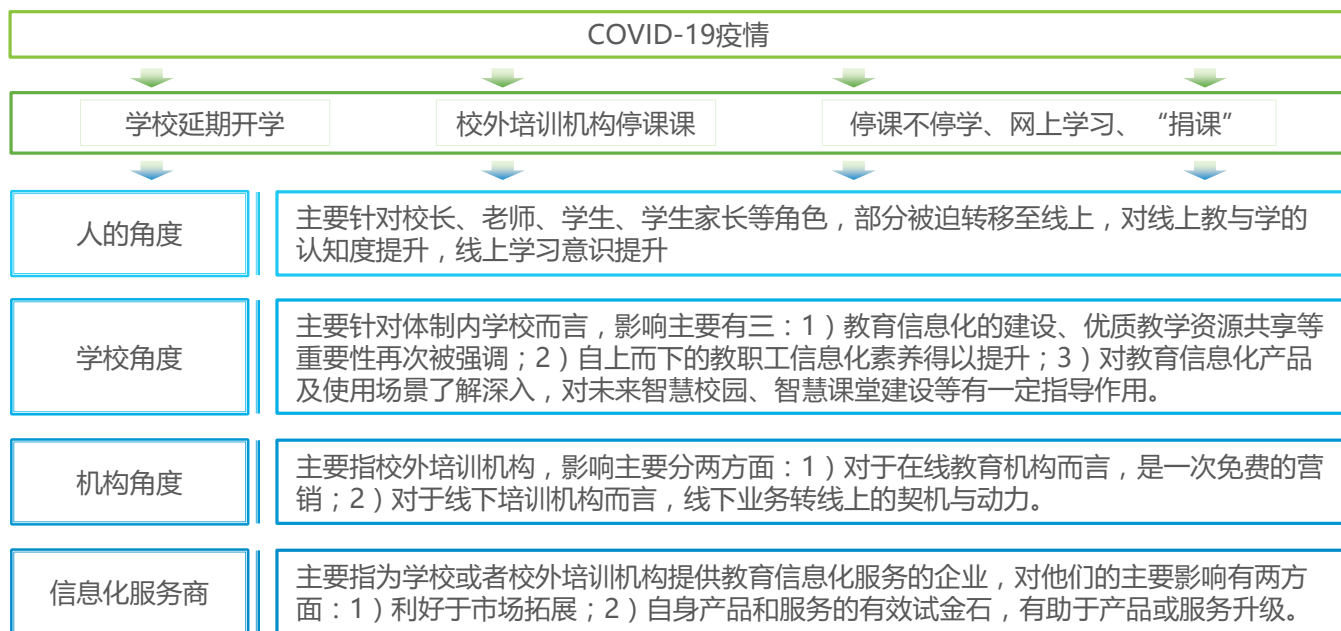 COVID-19疫情
学校延期开学
校外培训机构停课课
停课不停学、网上学习、“捐课”
人的角度
主要针对校长、老师、学生、学生家长等角色，部分被迫转移至线上，对线上教与学的
认知度提升，线上学习意识提升
学校角度
主要针对体制内学校而言，影响主要有三：1）教育信息化的建设、优质教学资源共享等
重要性再次被强调；2）自上而下的教职工信息化素养得以提升；3）对教育信息化产品
及使用场景了解深入，对未来智慧校园、智慧课堂建设等有一定指导作用。
机构角度
主要指校外培训机构，影响主要分两方面：1）对于在线教育机构而言，是一次免费的营
销；2）对于线下培训机构而言，线下业务转线上的契机与动力。
信息化服务商
主要指为学校或者校外培训机构提供教育信息化服务的企业，对他们的主要影响有两方
面：1）利好于市场拓展；2）自身产品和服务的有效试金石，有助于产品或服务升级。